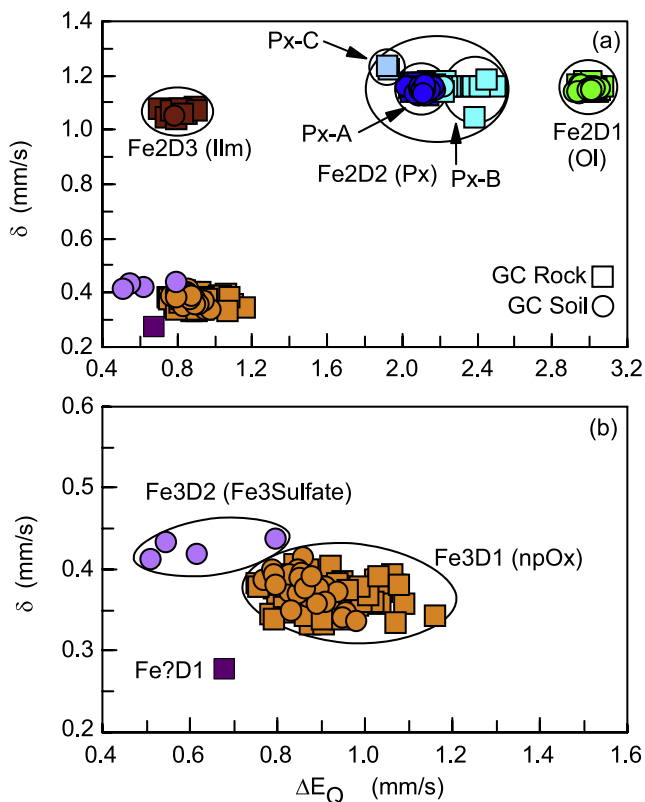 (a)
1.4
Px-C
1.2
Px-A
1.0
Fe2D3 (Ilm)
Fe2D2 (Px)
Px-B
Fe2D1
(Ol)
δ (mm/s)
0.8
0.6
GC Rock
0.4
GC Soil
0.2
0.4 0.8 1.2 1.6 2.0 2.4 2.8 3.2
0.6
(b)
Fe3D2 (Fe3Sulfate)
0.5
Fe3D1 (npOx)
δ (mm/s)
0.4
0.3
Fe?D1
0.2
0.4 0.6 0.8 1.0 1.2 1.4 1.6
ΔEQ (mm/s)